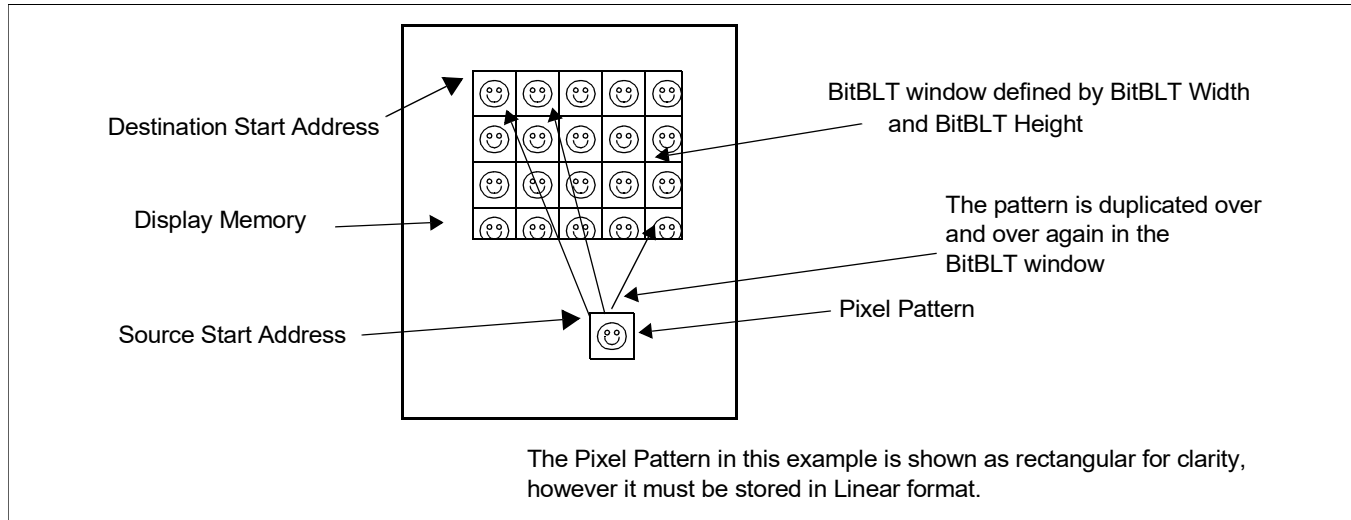 Destination Start Address
Display Memory
Source Start Address
BitBLT window defined by BitBLT Width
and BitBLT Height
The pattern is duplicated over
and over again in the
BitBLT window
Pixel Pattern
The Pixel Pattern in this example is shown as rectangular for clarity,
however it must be stored in Linear format.